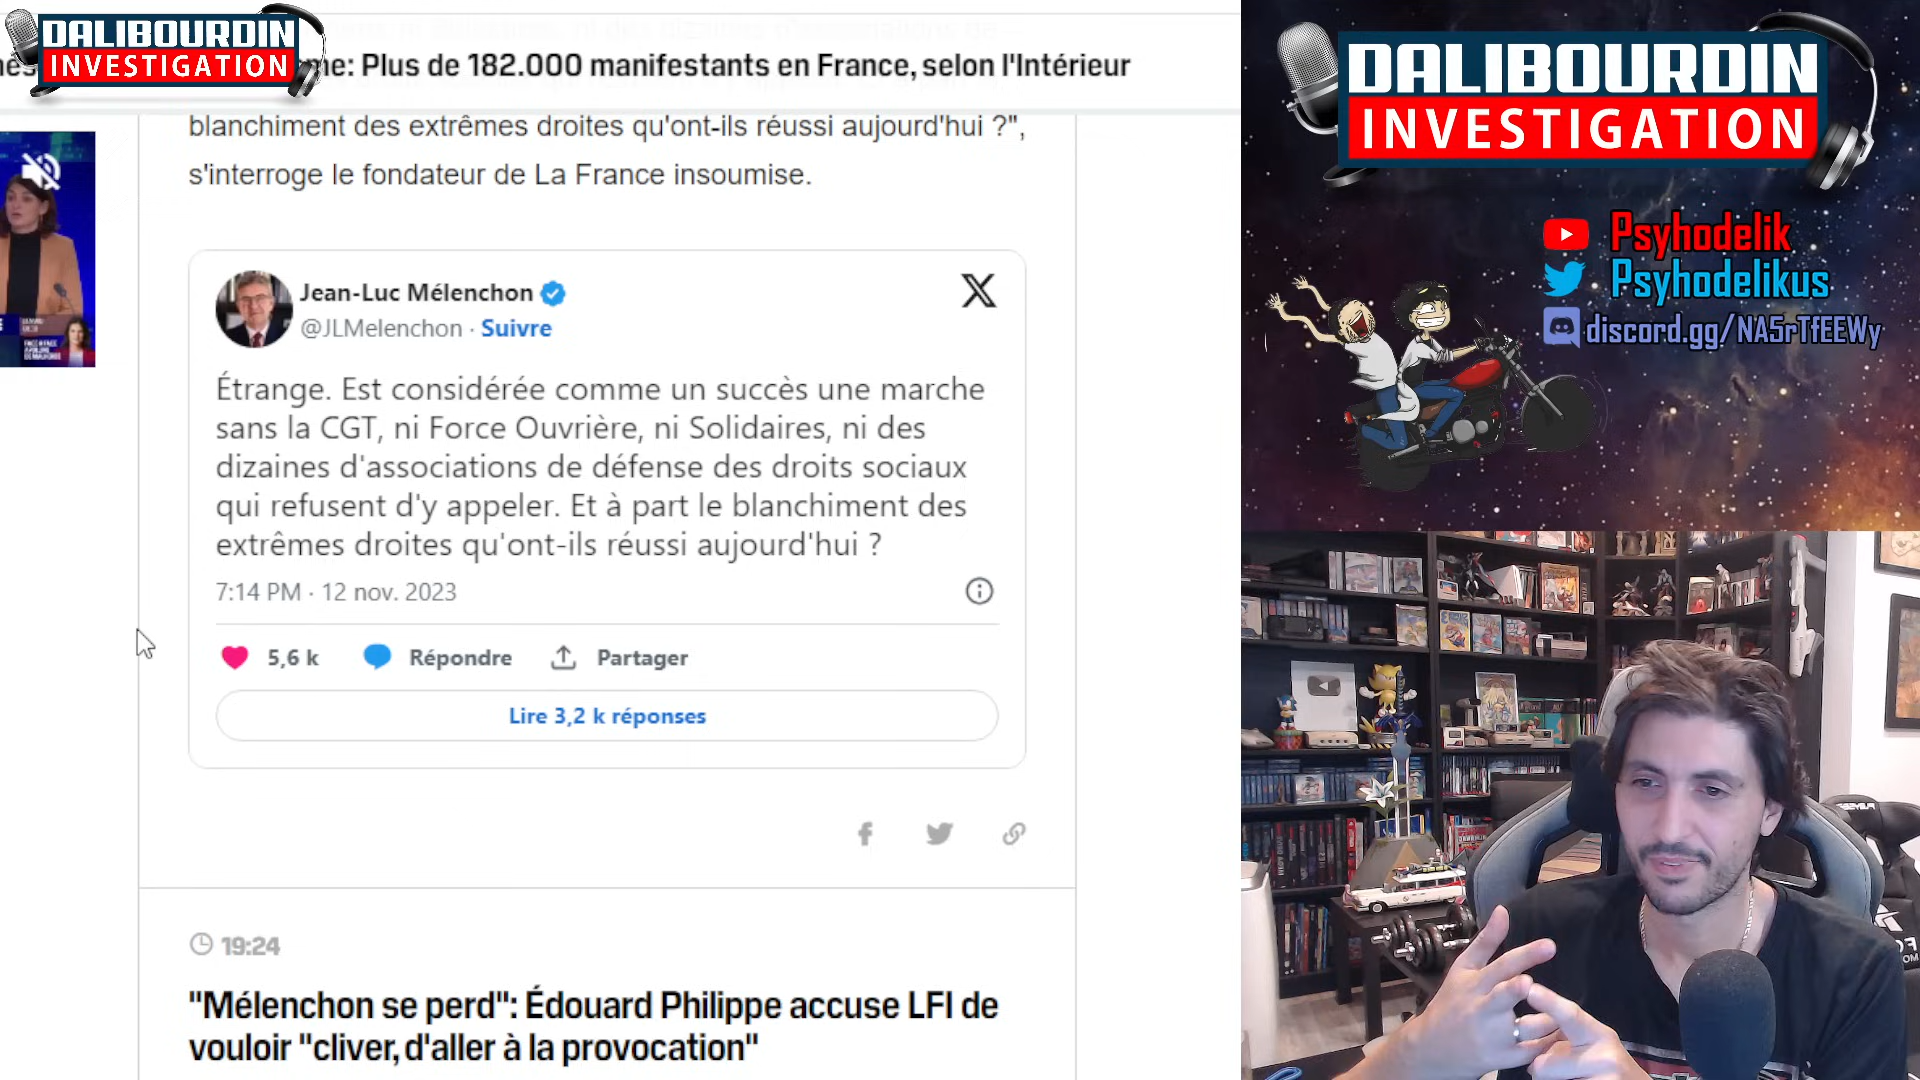 DALIBOURDIN
INVESTIGATION
me: Plus de 182.000 manifestants en France, selon l'Intérieur
blanchiment des extrêmes droites qu'ont-ils réussi aujourd'hui ?",
s'interroge le fondateur de La France insoumise.
Jean-Luc Mélenchon
@JLMelenchon · Suivre
Étrange. Est considérée comme un succès une marche
sans la CGT, ni Force Ouvrière, ni Solidaires, ni des
dizaines d'associations de défense des droits sociaux
qui refusent d'y appeler. Et à part le blanchiment des
extrêmes droites qu'ont-ils réussi aujourd'hui ?
7:14 PM · 12 nov. 2023
5,6 k Répondre Partager
Lire 3,2 k réponses
19:24
"Mélenchon se perd": Édouard Philippe accuse LFI de
vouloir "cliver, d'aller à la provocation"
DALIBOURDIN
INVESTIGATION
Psyhodelik
Psyhodelikus
discord.gg/NA5rTfEEWy